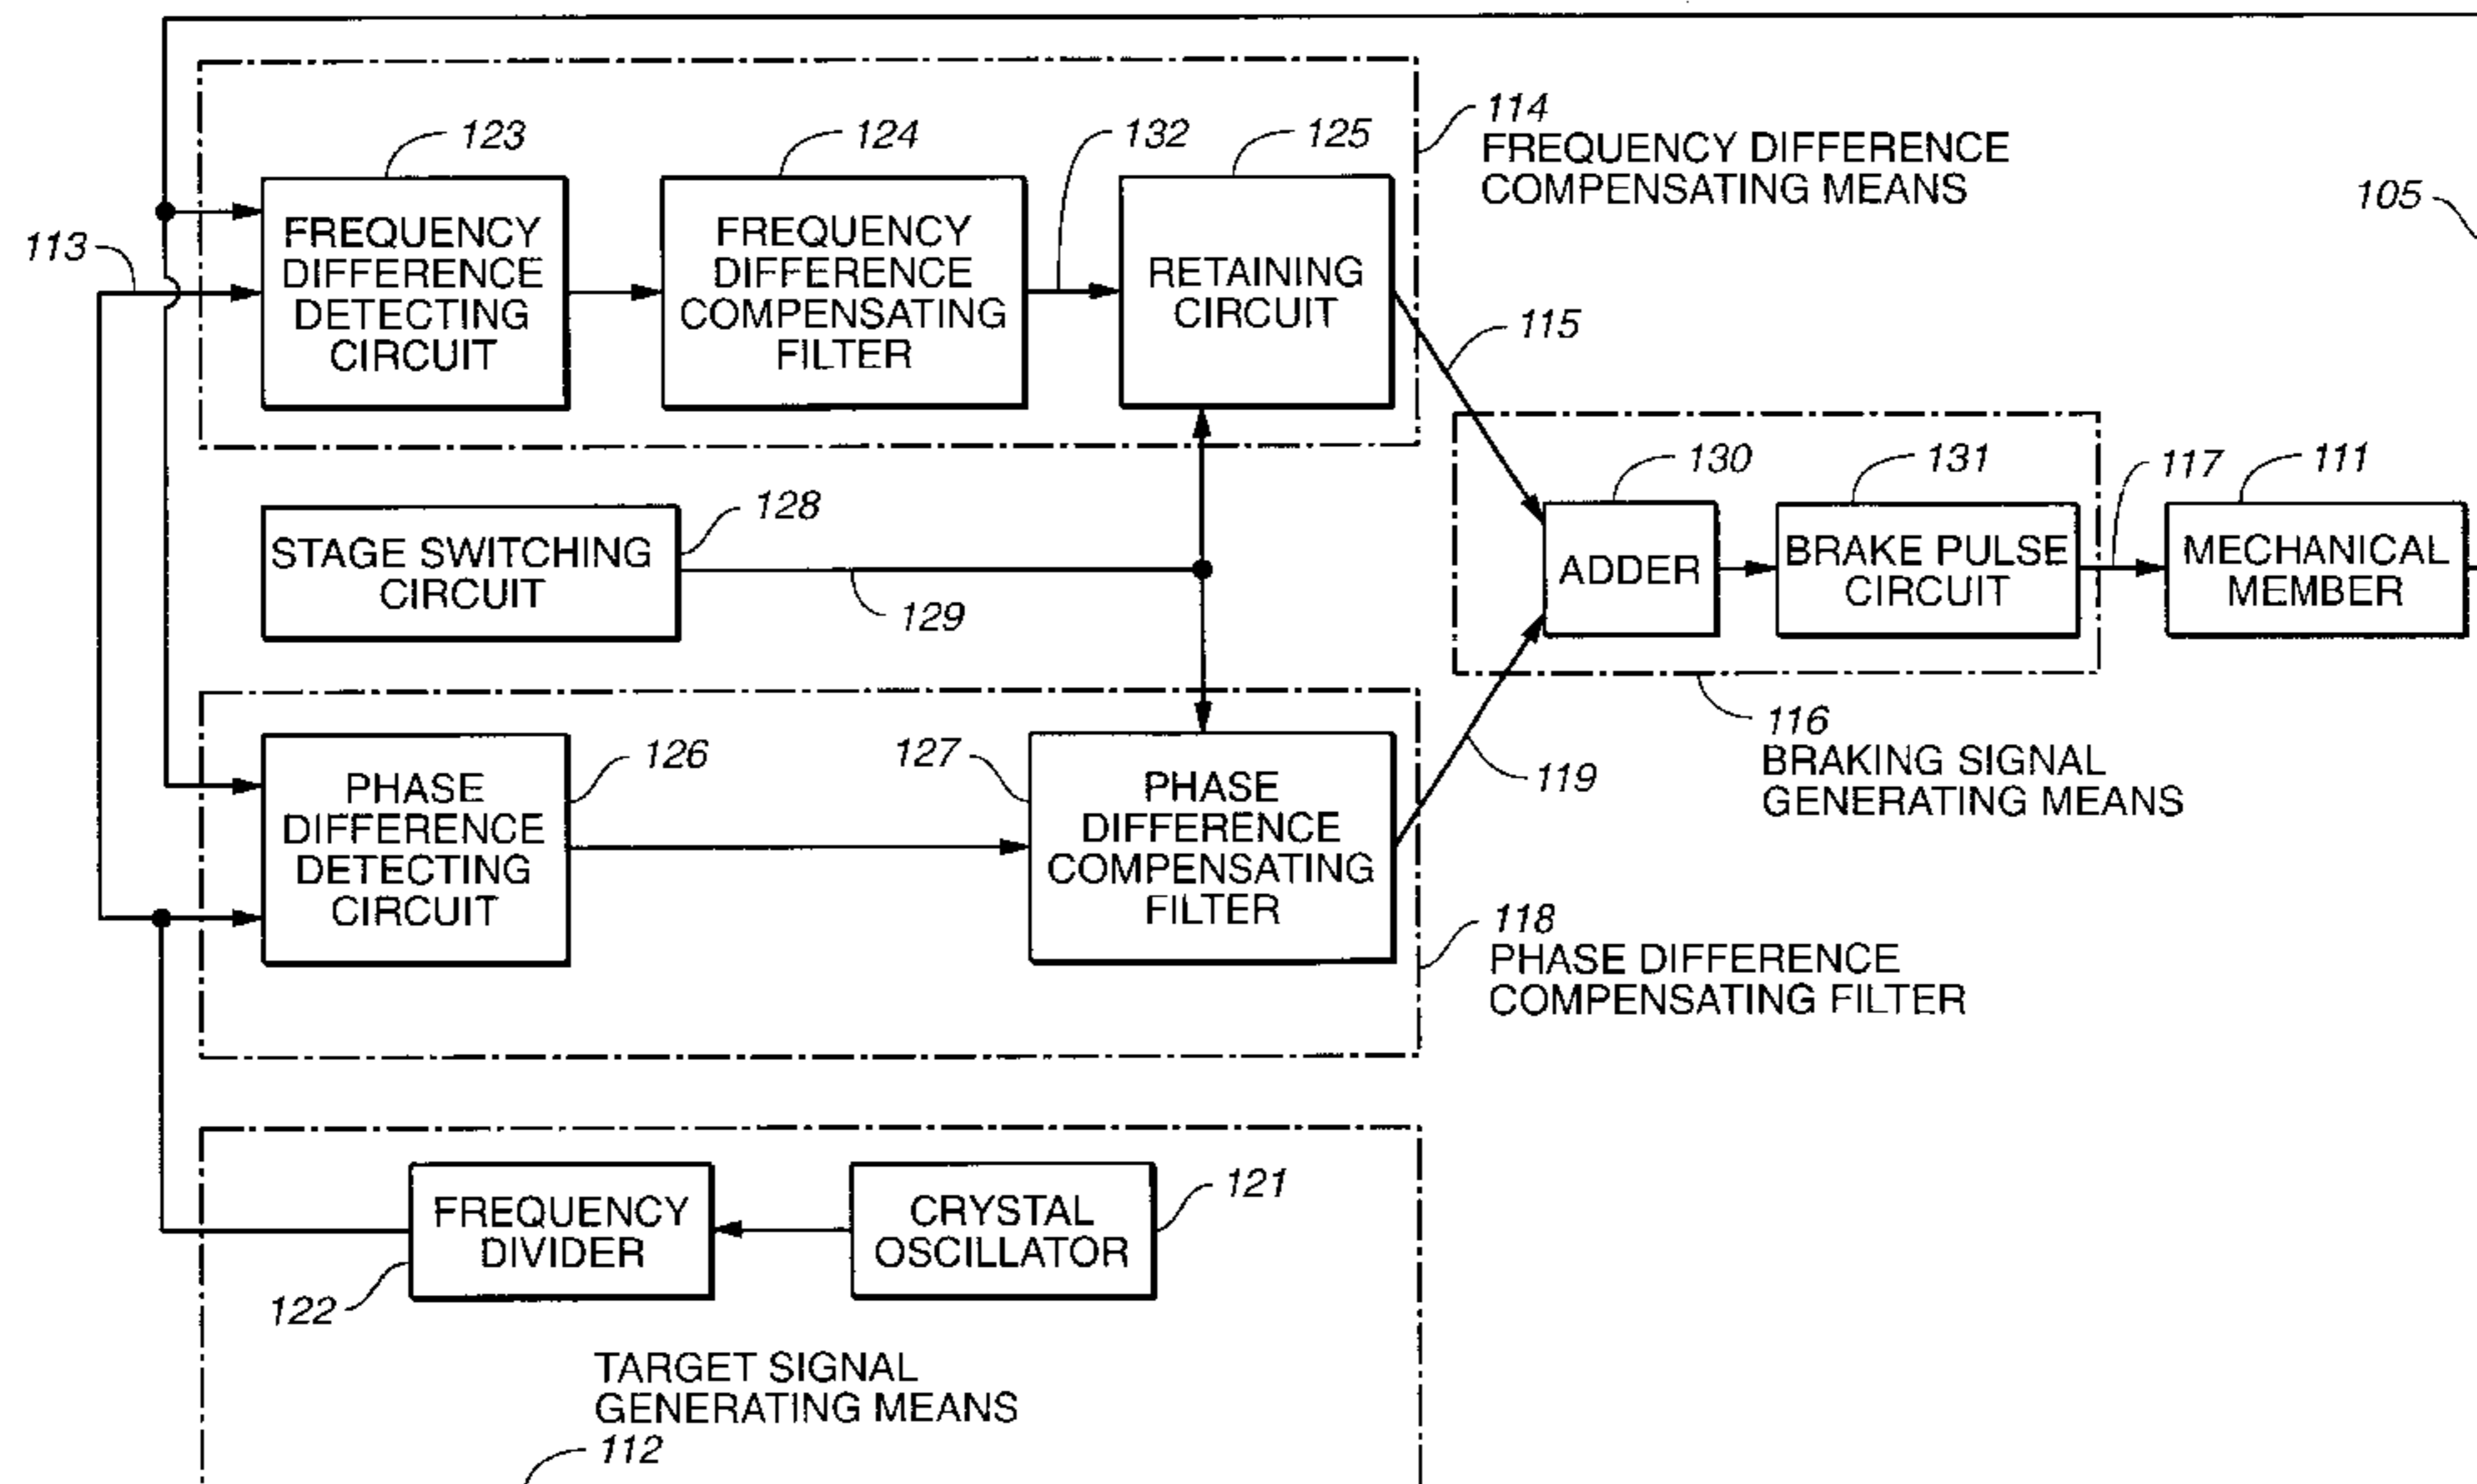 114
FREQUENCY DIFFERENCE
COMPENSATING MEANS
105
113
123
FREQUENCY
DIFFERENCE
DETECTING
CIRCUIT
124
FREQUENCY
DIFFERENCE
COMPENSATING
FILTER
132
125
RETAINING
CIRCUIT
115
128
STAGE SWITCHING
CIRCUIT
129
130
ADDER
131
BRAKE PULSE
CIRCUIT
117
111
MECHANICAL
MEMBER
116
BRAKING SIGNAL
GENERATING MEANS
126
PHASE
DIFFERENCE
DETECTING
CIRCUIT
127
PHASE
DIFFERENCE
COMPENSATING
FILTER
119
118
PHASE DIFFERENCE
COMPENSATING FILTER
122
FREQUENCY
DIVIDER
121
CRYSTAL
OSCILLATOR
TARGET SIGNAL
GENERATING MEANS
112